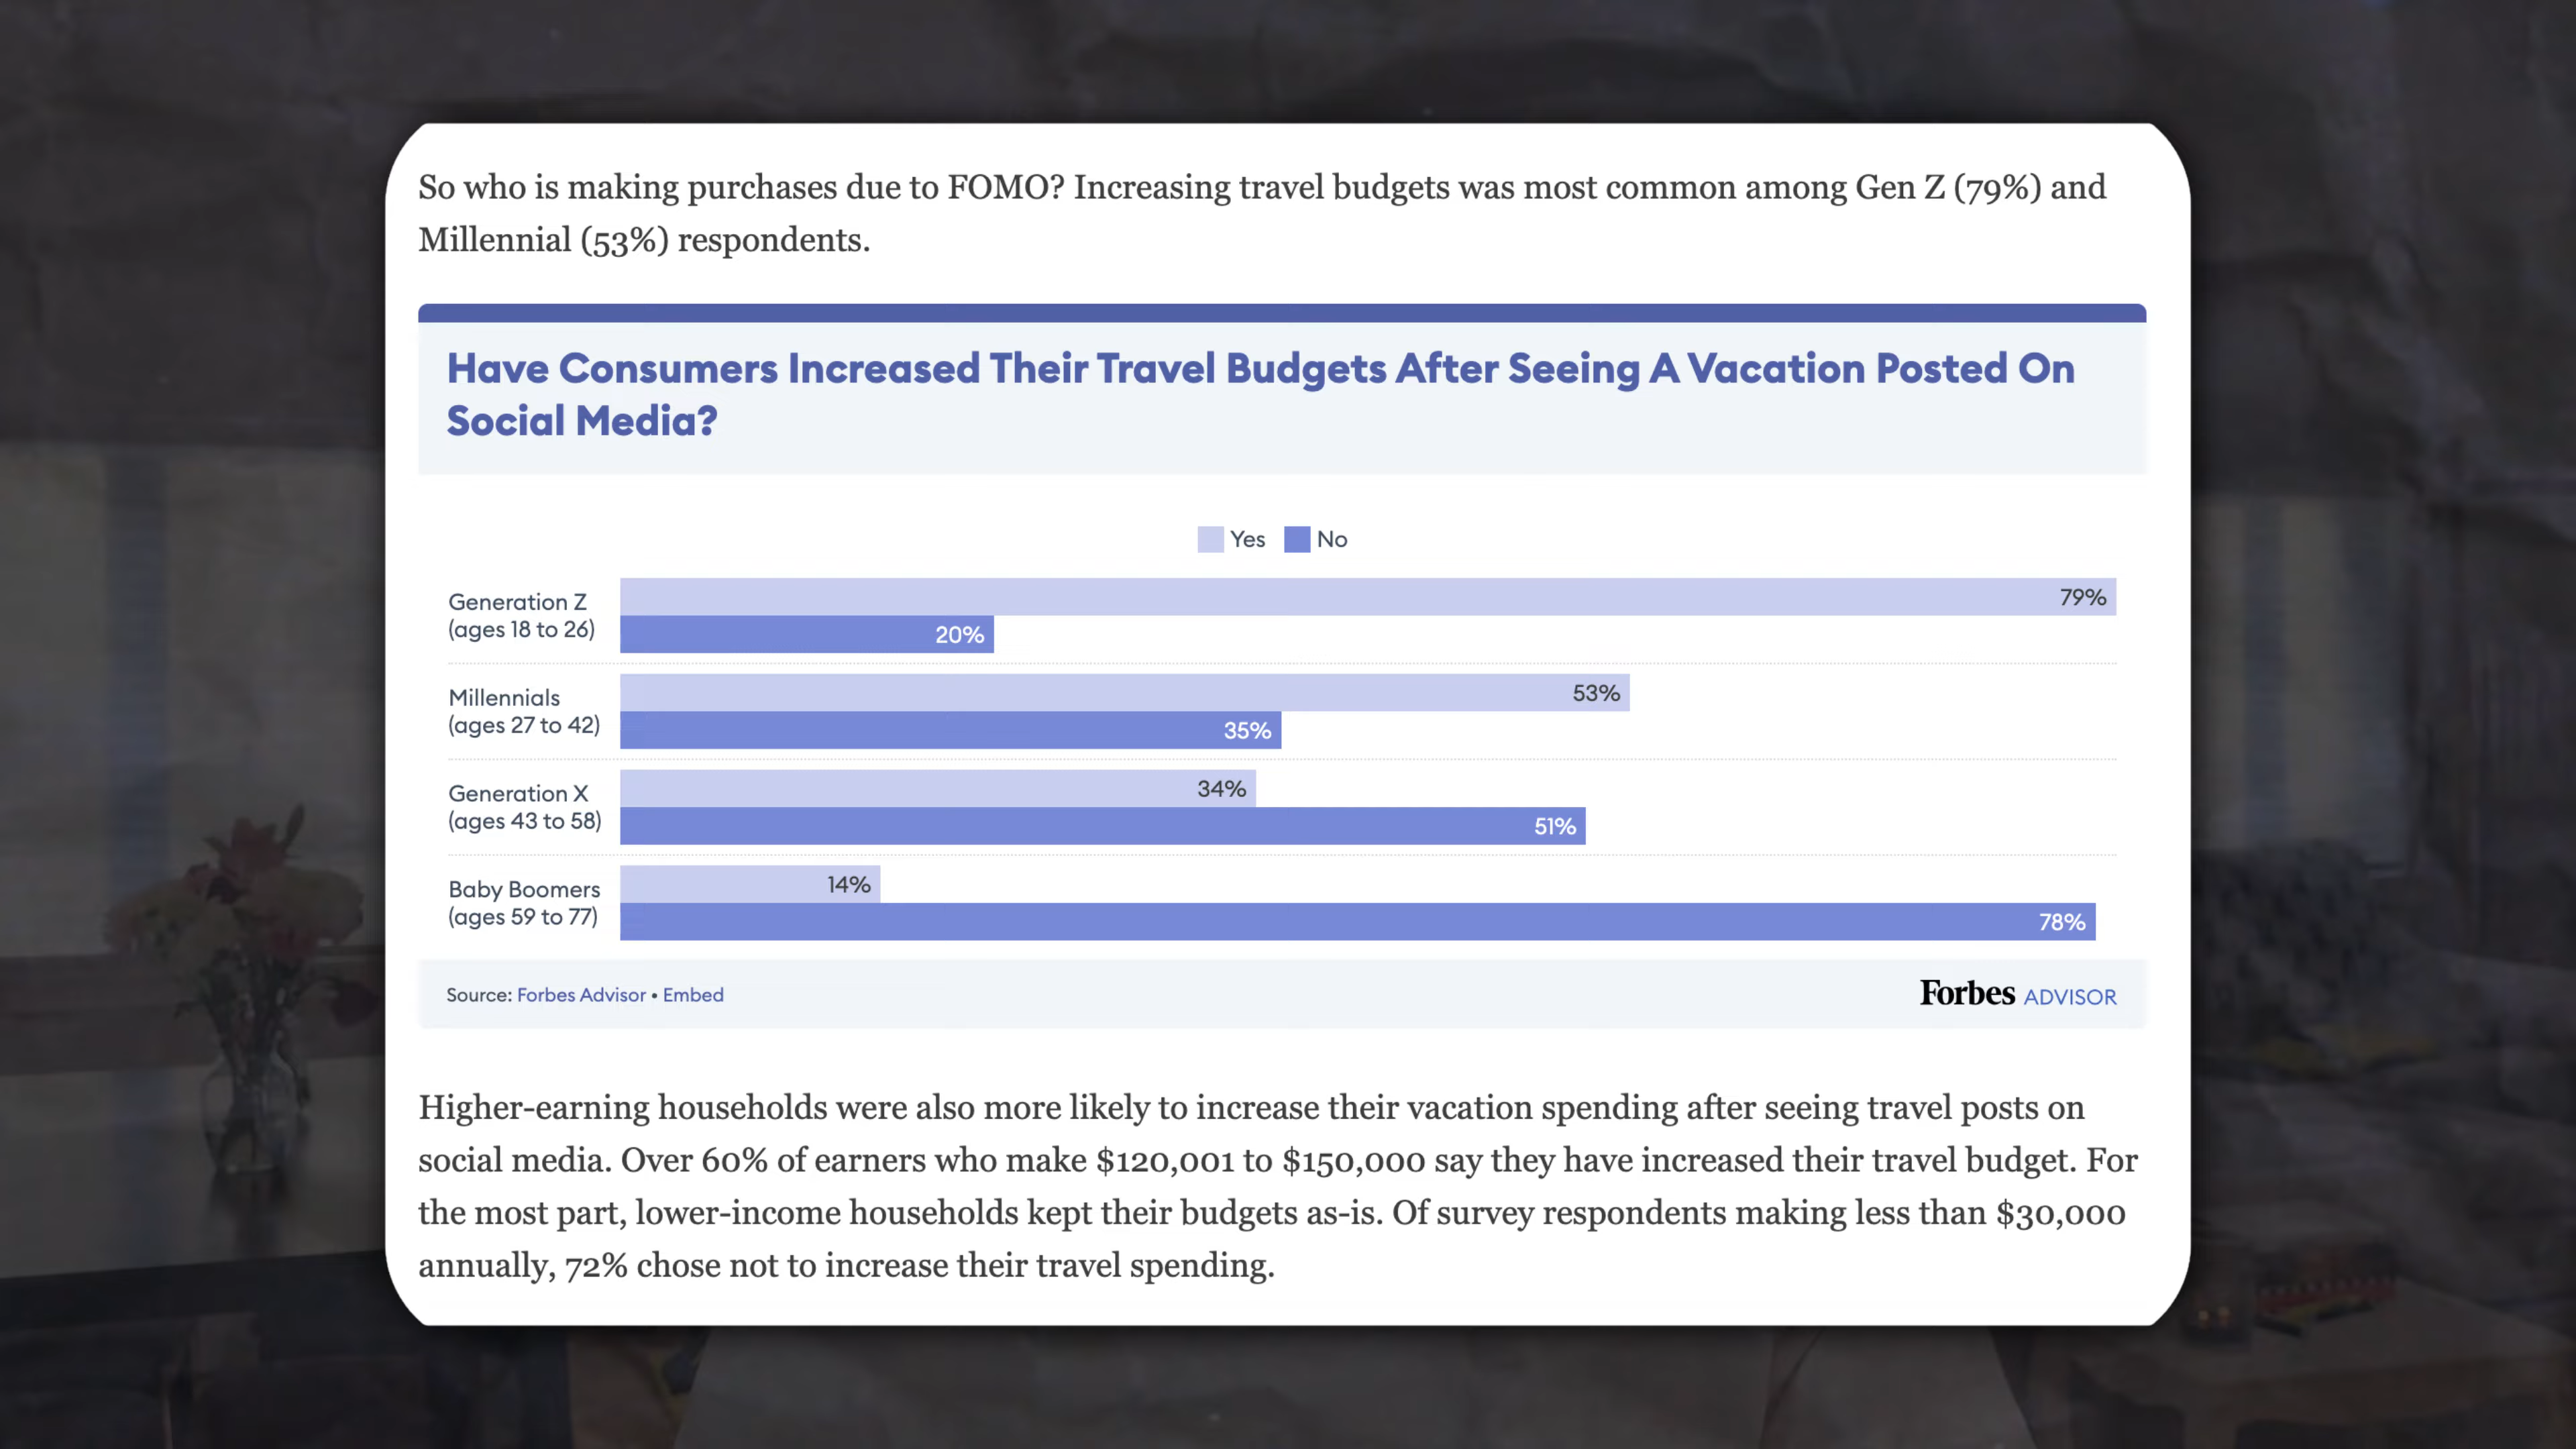 So who is making purchases due to FOMO? Increasing travel budgets was most common among Gen Z (79%) and
Millennial (53%) respondents.
Have Consumers Increased Their Travel Budgets After Seeing A Vacation Posted On
Social Media?
Yes No
Generation Z
(ages 18 to 26)
79%
20%
Millennials
(ages 27 to 42)
53%
35%
Generation X
(ages 43 to 58)
34%
51%
Baby Boomers
(ages 59 to 77)
14%
78%
Source: Forbes Advisor • Embed
Forbes ADVISOR
Higher-earning households were also more likely to increase their vacation spending after seeing travel posts on
social media. Over 60% of earners who make $120,001 to $150,000 say they have increased their travel budget. For
the most part, lower-income households kept their budgets as-is. Of survey respondents making less than $30,000
annually, 72% chose not to increase their travel spending.